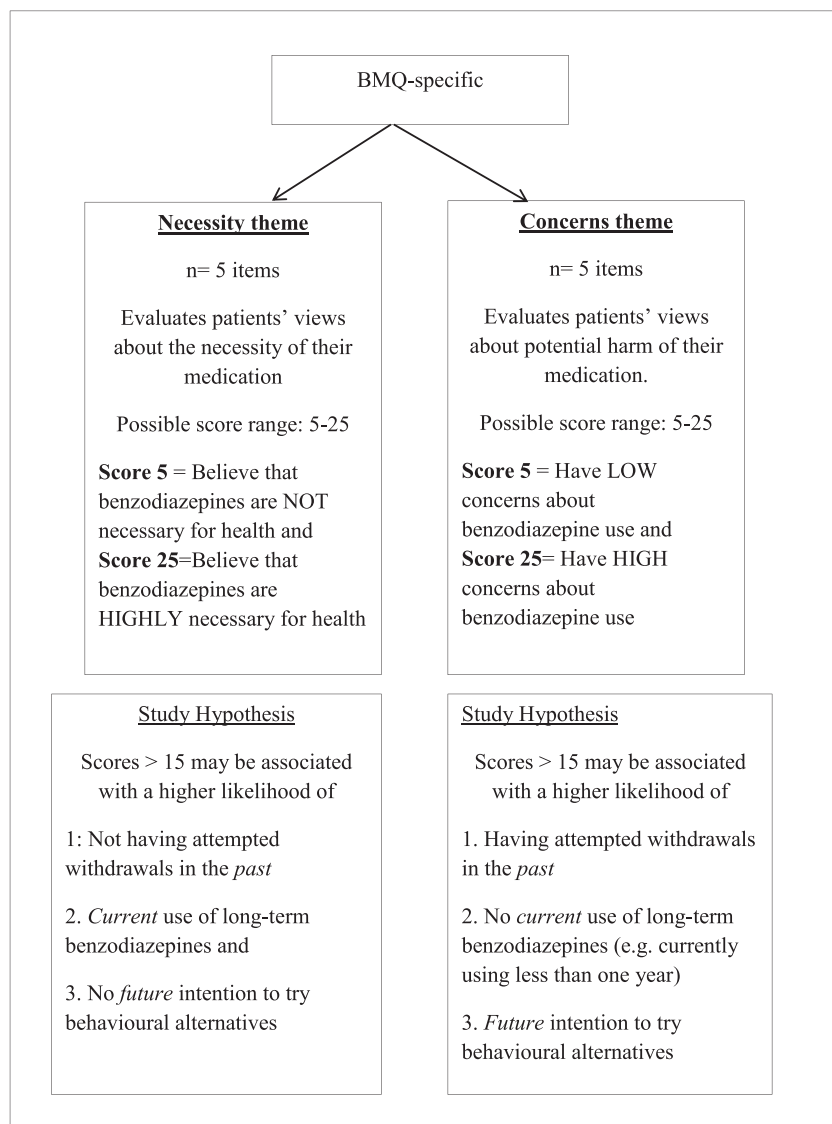 BMQ-specific
Necessity theme
n= 5 items
Evaluates patients’ views
about the necessity of their
medication
Possible score range: 5-25
Score 5 = Believe that
benzodiazepines are NOT
necessary for health and
Score 25=Believe that
benzodiazepines are
HIGHLY necessary for health
Concerns theme
n= 5 items
Evaluates patients’ views
about potential harm of their
medication.
Possible score range: 5-25
Score 5 = Have LOW
concerns about
benzodiazepine use and
Score 25= Have HIGH
concerns about
benzodiazepine use
Study Hypothesis
Scores > 15 may be associated
with a higher likelihood of
1: Not having attempted
withdrawals in the past
2. Current use of long-term
benzodiazepines and
3. No future intention to try
behavioural alternatives
Study Hypothesis
Scores > 15 may be associated
with a higher likelihood of
1. Having attempted withdrawals
in the past
2. No current use of long-term
benzodiazepines (e.g. currently
using less than one year)
3. Future intention to try
behavioural alternatives